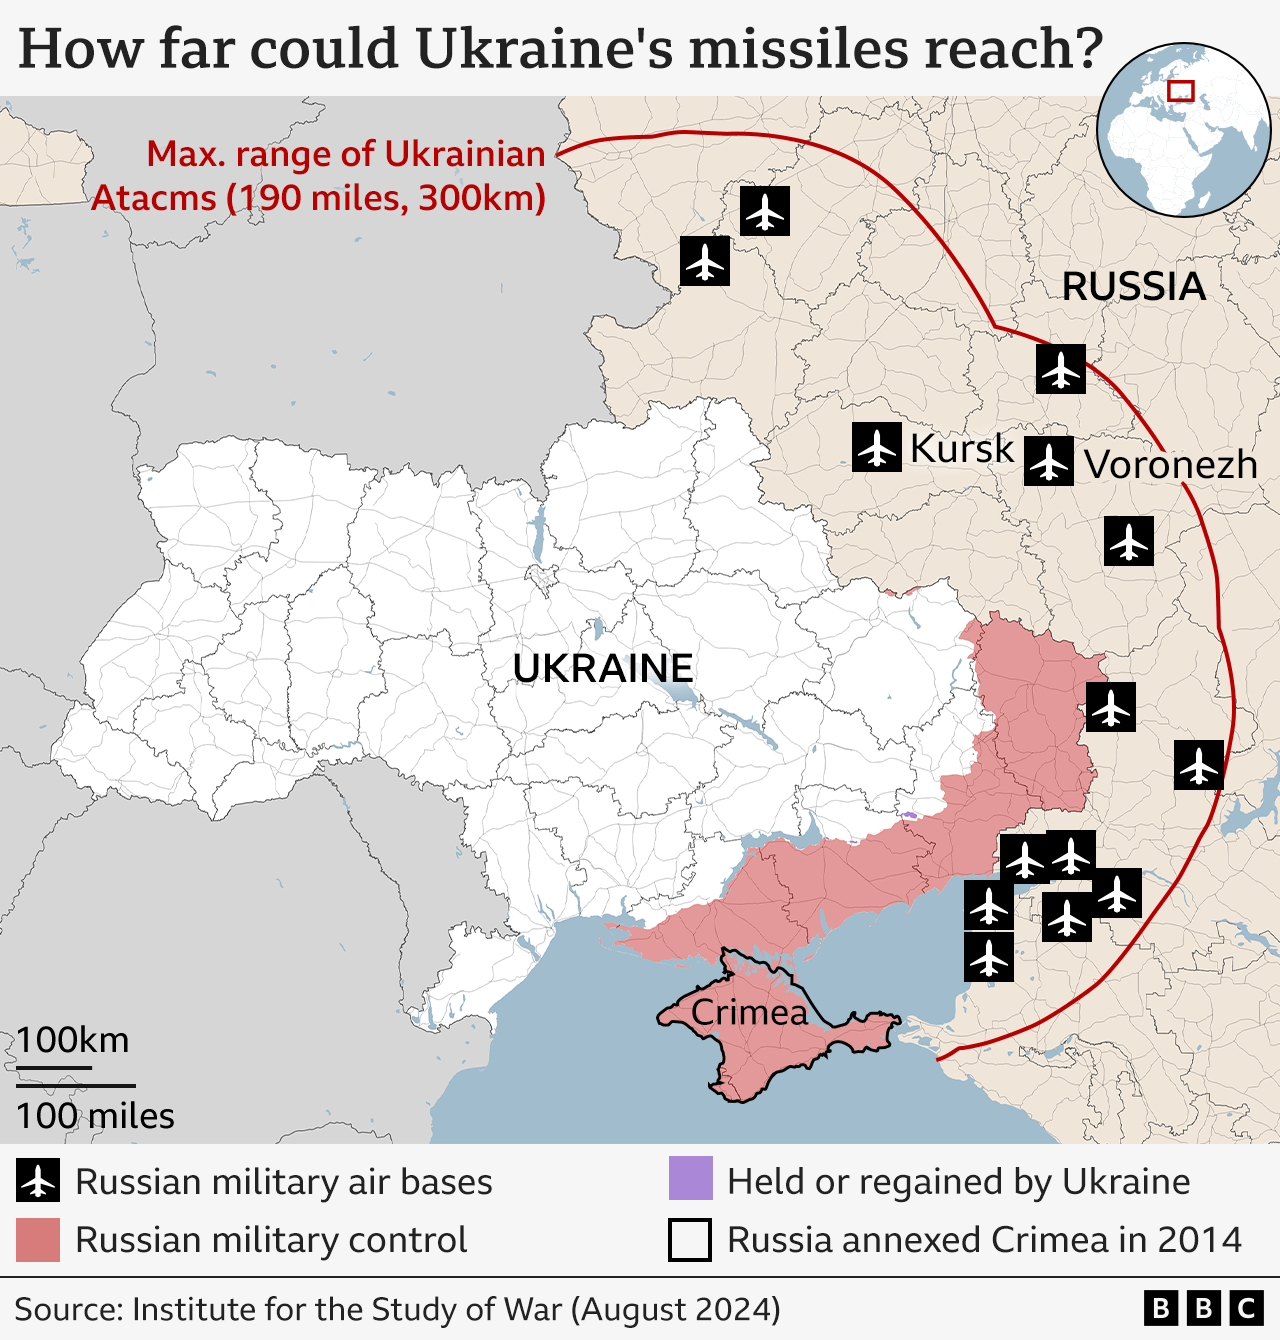 How far could Ukraine's missiles reach?
Max. range of Ukrainian
Atacms (190 miles, 300km)
RUSSIA
Kursk
Voronezh
UKRAINE
Crimea
100km
100 miles
Russian military air bases
Held or regained by Ukraine
Russian military control
Russia annexed Crimea in 2014
Source: Institute for the Study of War (August 2024)
BBC